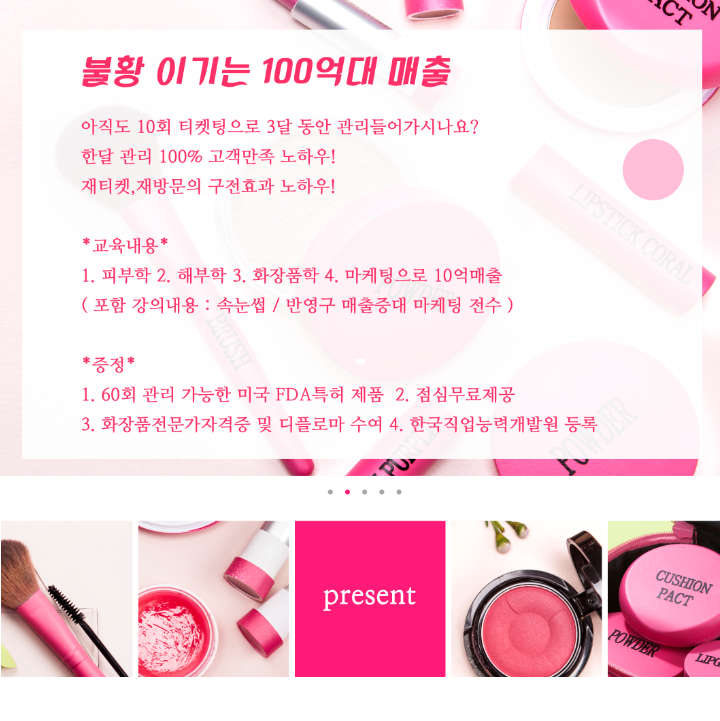 PACT
불황 이기는 100억대 매출
아직도 10회 티켓팅으로 3달 동안 관리들어가시나요?
한달 관리 100% 고객만족 노하우!
재티켓,재방문의 구전효과 노하우!
LIPSTICK CORAL
*교육내용*
1. 피부학 2. 해부학 3. 화장품학 4. 마케팅으로 10억매출
POWDER
( 포함 강의내용 : 속눈썹 / 반영구 매출증대 마케팅 전수 )
BRUSH
*증정*
1. 60회 관리 가능한 미국 FDA특허 제품 2. 점심무료제공
3. 화장품전문가자격증 및 디플로마 수여 4. 한국직업능력개발원 등록
POWDER
present
CUSHION
PACT
POWDER